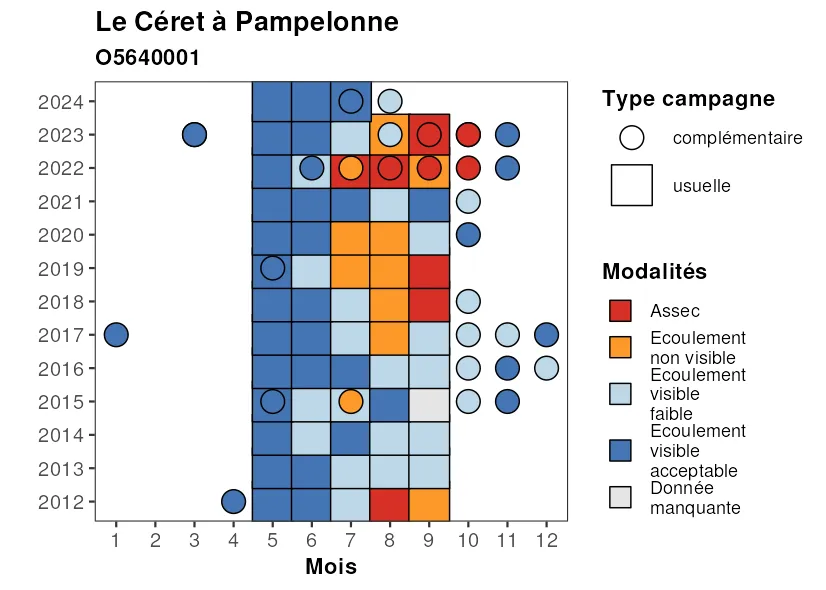 Le Céret à Pampelonne
O5640001
2024
2023
2022
2021
2020
2019
2018
2017
2016
2015
2014
2013
2012
1 2 3 4 5 6 7 8 9 10 11 12
Mois
Type campagne
complémentaire
usuelle
Modalités
Assec
Ecoulement
non visible
Ecoulement
visible
faible
Ecoulement
visible
acceptable
Donnée
manquante